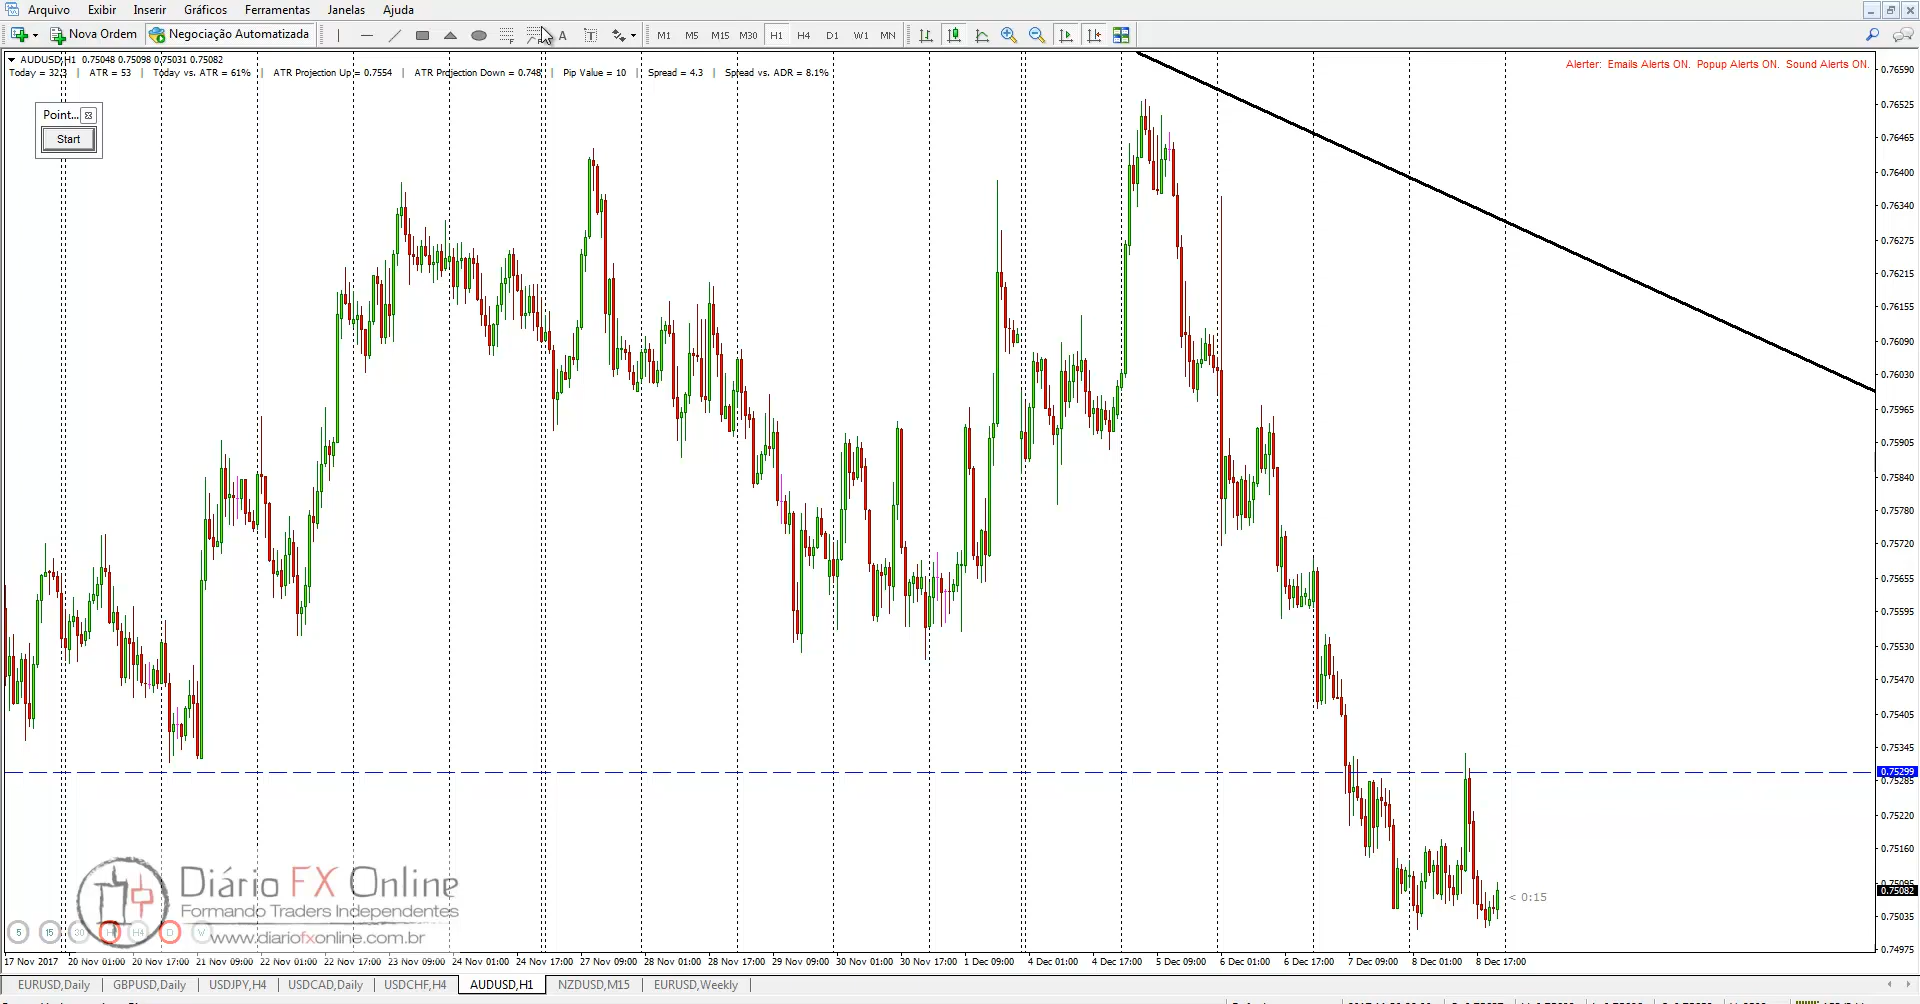 Arquivo Exibir Inserir Gráficos Ferramentas Janelas Ajuda
Nova Ordem Negociação Automatizada A T M1 M5 M15 M30 H1 H4 D1 W1 MN
AUDUSD,H1 0.75048 0.75098 0.75031 0.75082
Today = 32.3 | ATR = 53 | Today vs. ATR = 61% | ATR Projection Up = 0.7554 | ATR Projection Down = 0.748 | Pip Value = 10 | Spread = 4.3 | Spread vs. ADR = 8.1%
Alerter: Emails Alerts ON. Popup Alerts ON. Sound Alerts ON.
Point...
Start
0.76590
0.76525
0.76465
0.76400
0.76340
0.76275
0.76215
0.76155
0.76090
0.76030
0.75965
0.75905
0.75840
0.75780
0.75720
0.75655
0.75595
0.75530
0.75470
0.75405
0.75345
0.75299
0.75285
0.75220
0.75160
0.75095
0.75082
0.75035
0.74975
< 0:15
Diário FX Online
Formando Traders Independentes
www.diariofxonline.com.br
5 15 30 H1 H4 D W
17 Nov 2017 20 Nov 01:00 20 Nov 17:00 21 Nov 09:00 22 Nov 01:00 22 Nov 17:00 23 Nov 09:00 24 Nov 01:00 24 Nov 17:00 27 Nov 09:00 28 Nov 01:00 28 Nov 17:00 29 Nov 09:00 30 Nov 01:00 30 Nov 17:00 1 Dec 09:00 4 Dec 01:00 4 Dec 17:00 5 Dec 09:00 6 Dec 01:00 6 Dec 17:00 7 Dec 09:00 8 Dec 01:00 8 Dec 17:00
EURUSD,Daily GBPUSD,Daily USDJPY,H4 USDCAD,Daily USDCHF,H4 AUDUSD,H1 NZDUSD,M15 EURUSD,Weekly